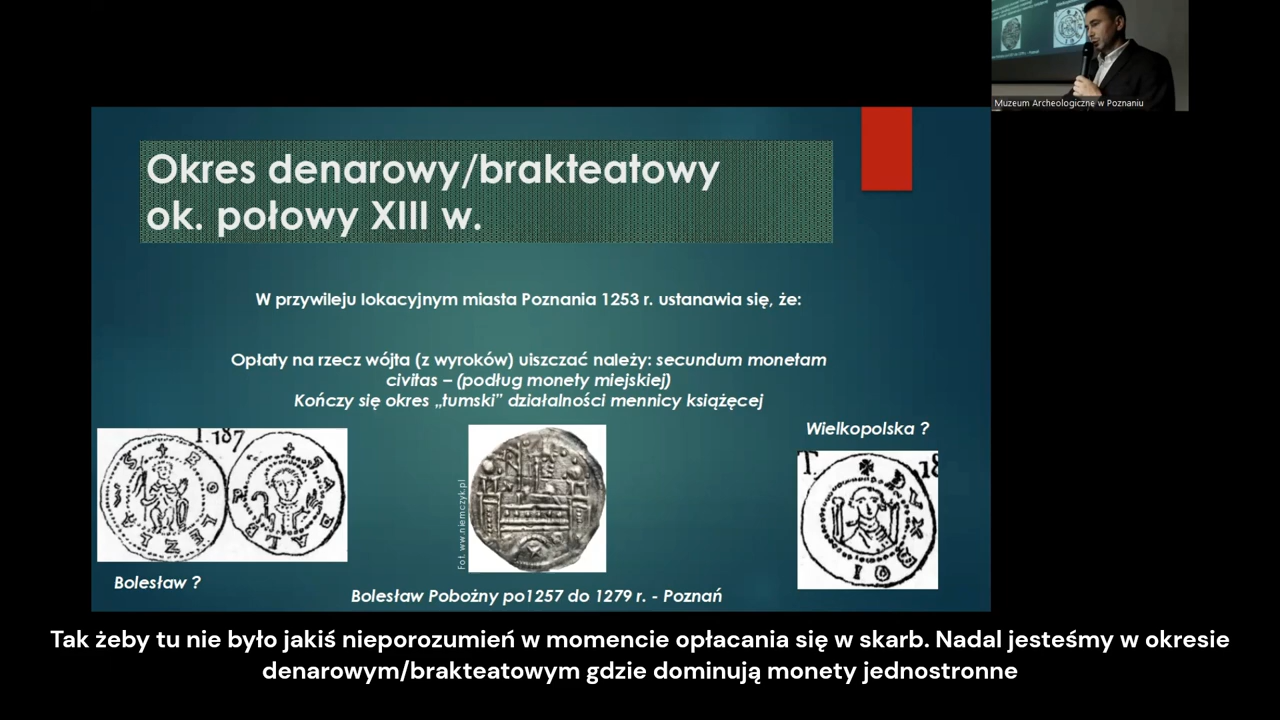 Muzeum Archeologiczne w Poznaniu
Okres denarowy/brakteatowy
ok. połowy XIII w.
W przywileju lokacyjnym miasta Poznania 1253 r. ustanawia się, że:
Opłaty na rzecz wójta (z wyroków) uiszczać należy: secundum monetam
civitas – (podług monety miejskiej)
Kończy się okres „tumski” działalności mennicy książęcej
Wielkopolska ?
T. 187
T. 18
Fot. ww.niemczyk.pl
Bolesław ?
Bolesław Pobożny po1257 do 1279 r. - Poznań
Tak żeby tu nie było jakiś nieporozumień w momencie opłacania się w skarb. Nadal jesteśmy w okresie
denarowym/brakteatowym gdzie dominują monety jednostronne